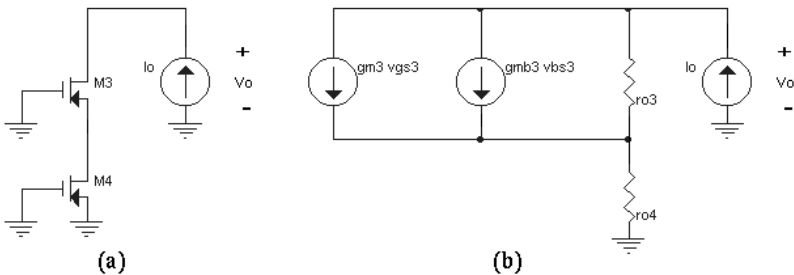 M3
Io
+
Vo
-
M4
(a)
gm3 vgs3
gmb3 vbs3
ro3
Io
+
Vo
-
ro4
(b)